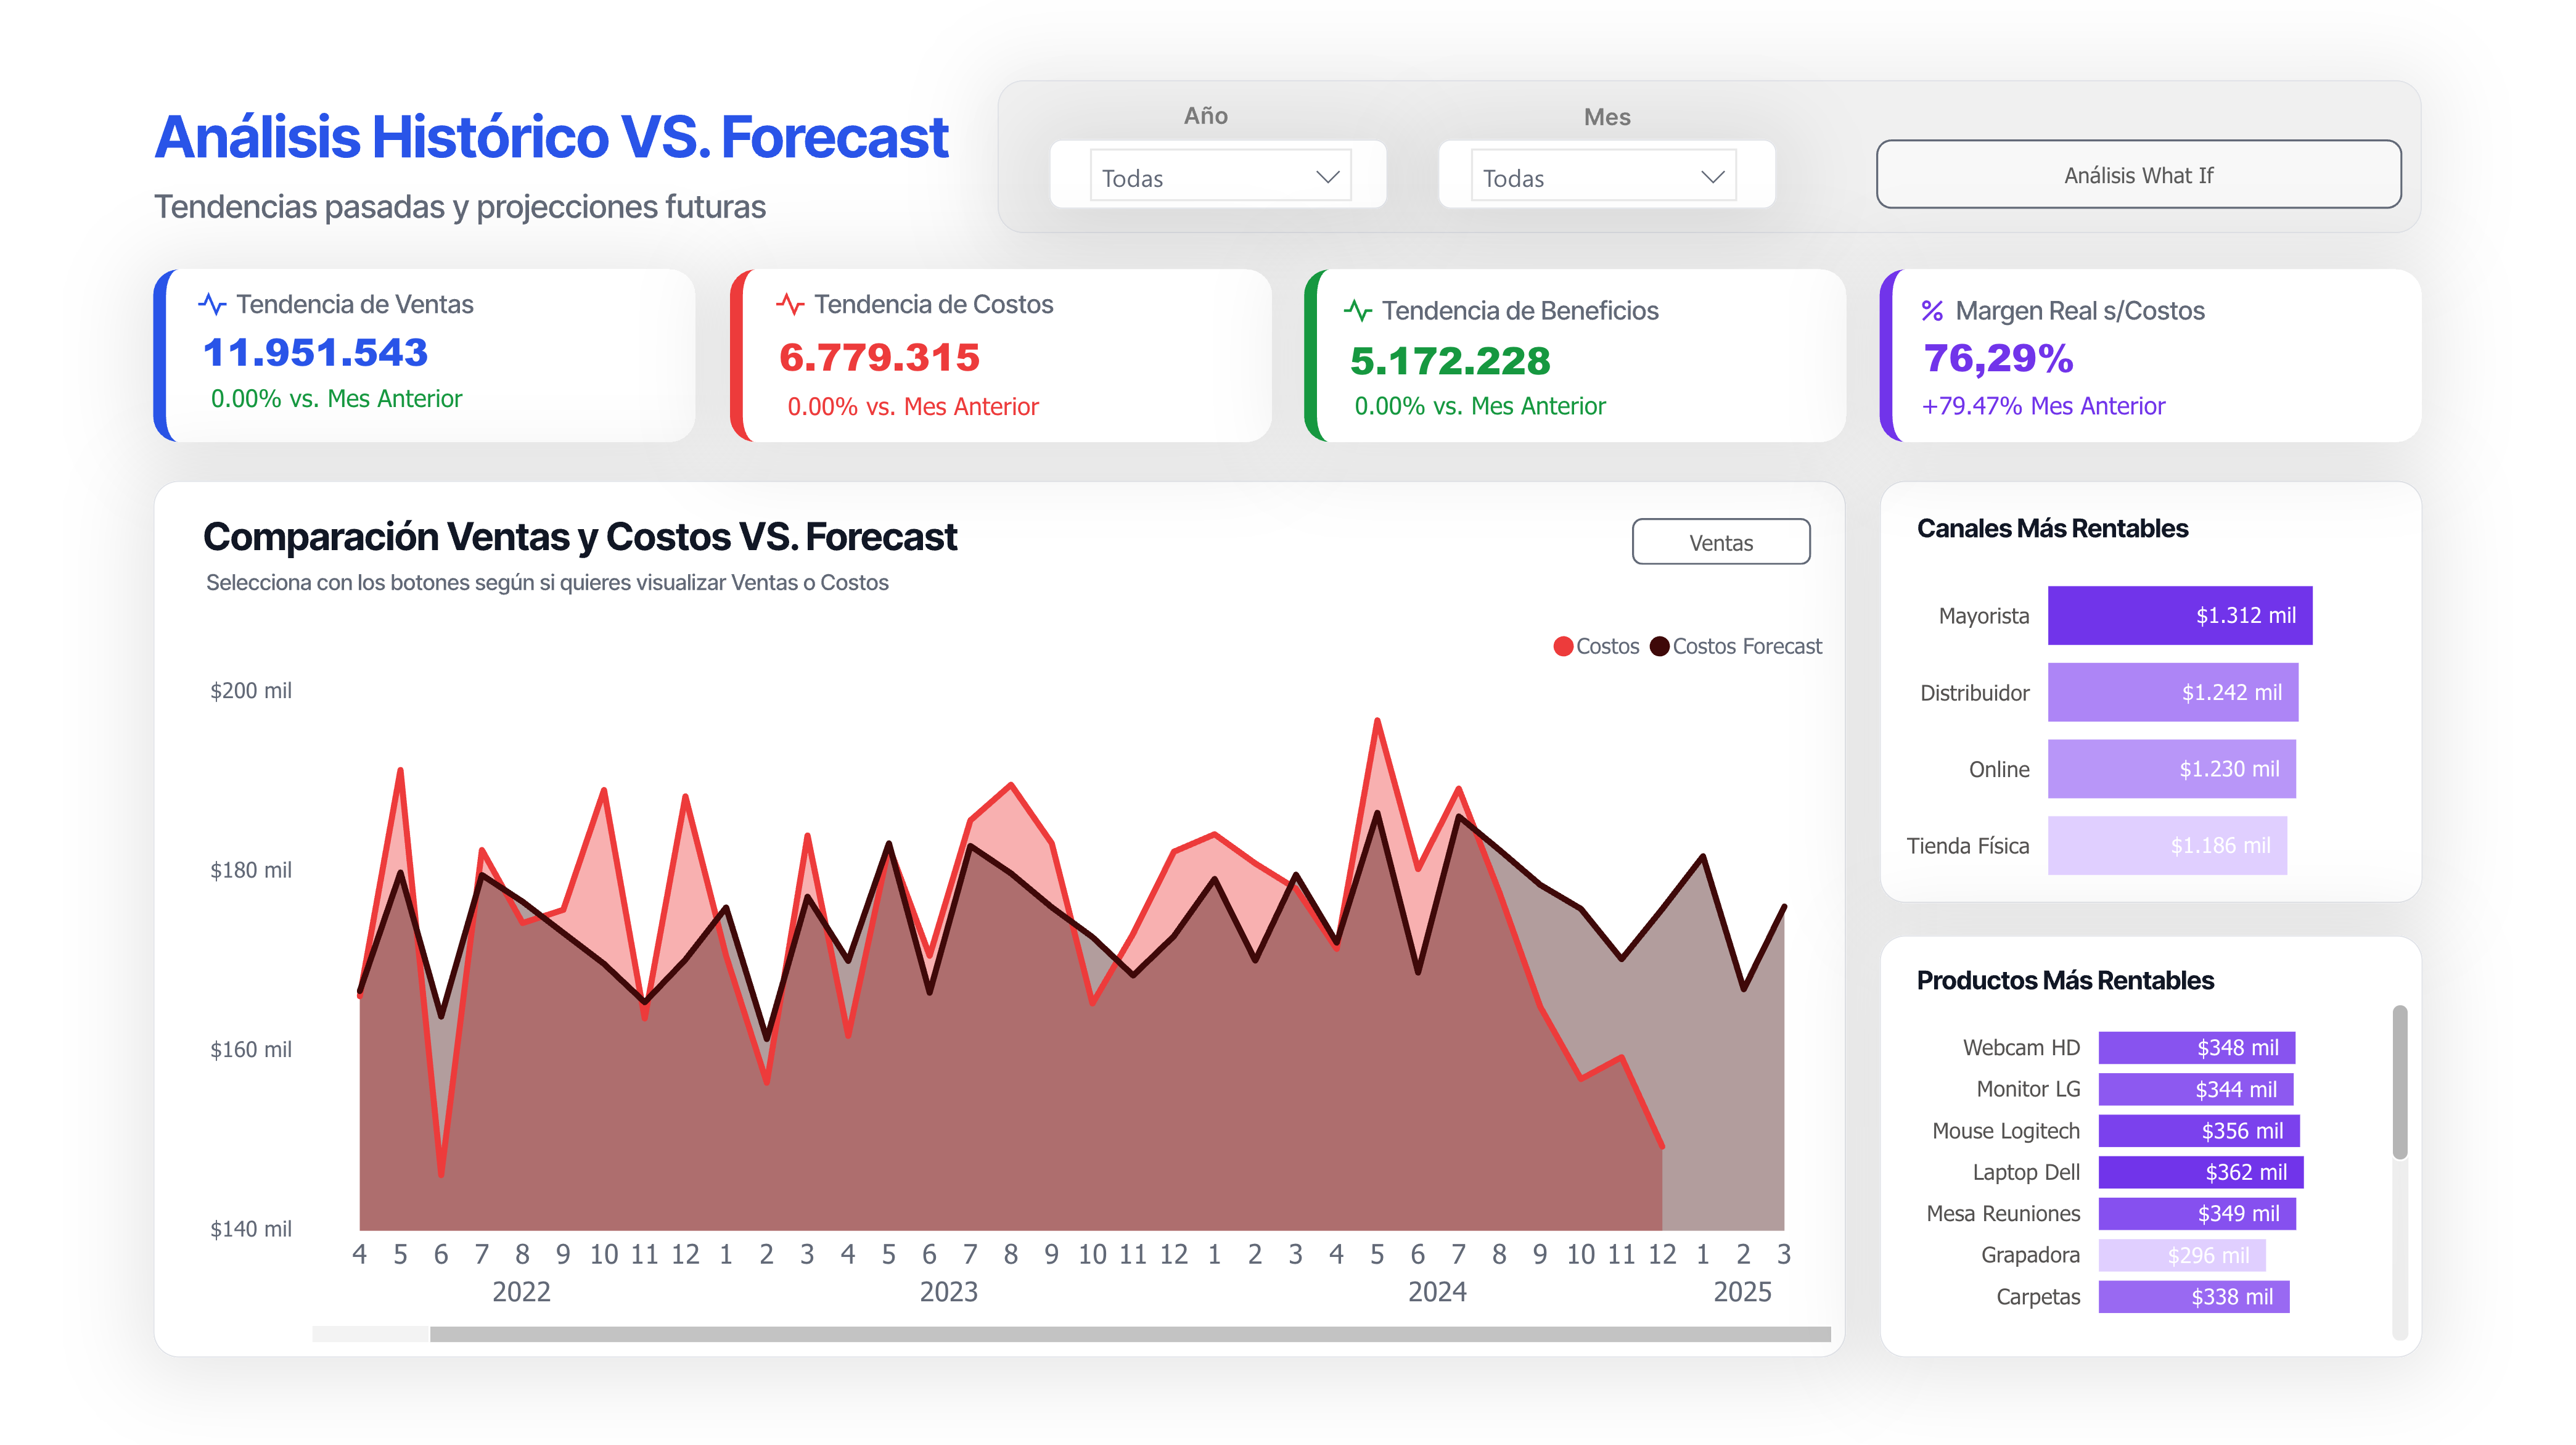 Análisis Histórico VS. Forecast
Tendencias pasadas y projecciones futuras
Año
Mes
Todas
Todas
Análisis What If
Tendencia de Ventas
11.951.543
0.00% vs. Mes Anterior
Tendencia de Costos
6.779.315
0.00% vs. Mes Anterior
Tendencia de Beneficios
5.172.228
0.00% vs. Mes Anterior
% Margen Real s/Costos
76,29%
+79.47% Mes Anterior
Comparación Ventas y Costos VS. Forecast
Selecciona con los botones según si quieres visualizar Ventas o Costos
Ventas
Costos Costos Forecast
$200 mil
$180 mil
$160 mil
$140 mil
4 5 6 7 8 9 10 11 12 1 2 3 4 5 6 7 8 9 10 11 12 1 2 3 4 5 6 7 8 9 10 11 12 1 2 3
2022 2023 2024 2025
Canales Más Rentables
Mayorista $1.312 mil
Distribuidor $1.242 mil
Online $1.230 mil
Tienda Física $1.186 mil
Productos Más Rentables
Webcam HD $348 mil
Monitor LG $344 mil
Mouse Logitech $356 mil
Laptop Dell $362 mil
Mesa Reuniones $349 mil
Grapadora $296 mil
Carpetas $338 mil